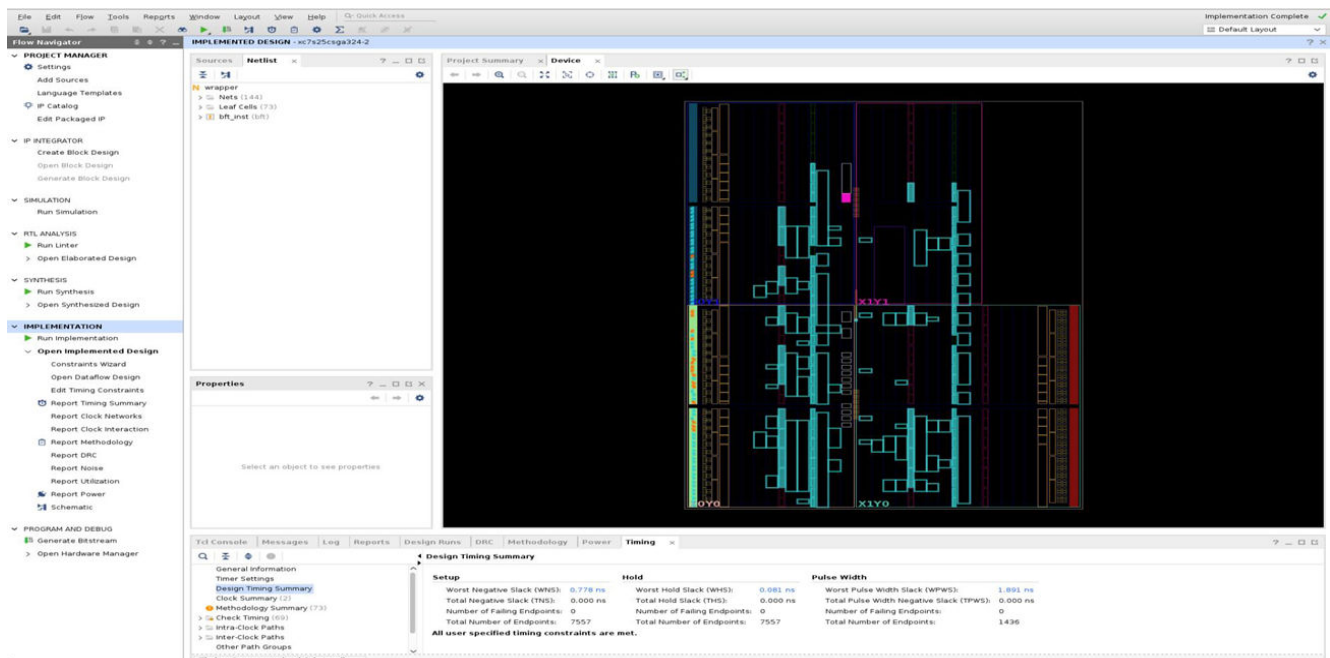 File Edit Flow Tools Reports Window Layout View Help Quick Access
Implementation Complete
Default Layout
Flow Navigator
IMPLEMENTED DESIGN - xc7s25csga324-2
PROJECT MANAGER
Settings
Add Sources
Language Templates
IP Catalog
Edit Packaged IP
IP INTEGRATOR
Create Block Design
Open Block Design
Generate Block Design
SIMULATION
Run Simulation
RTL ANALYSIS
Run Linter
Open Elaborated Design
SYNTHESIS
Run Synthesis
Open Synthesized Design
IMPLEMENTATION
Run Implementation
Open Implemented Design
Constraints Wizard
Open Dataflow Design
Edit Timing Constraints
Report Timing Summary
Report Clock Networks
Report Clock Interaction
Report Methodology
Report DRC
Report Noise
Report Utilization
Report Power
Schematic
PROGRAM AND DEBUG
Generate Bitstream
Open Hardware Manager
Sources Netlist
N wrapper
Nets (144)
Leaf Cells (73)
bft_inst (bft)
Properties
Select an object to see properties
Project Summary Device
X1Y1
X0Y0
X1Y0
Tcl Console Messages Log Reports Design Runs DRC Methodology Power Timing
General Information
Timer Settings
Design Timing Summary
Clock Summary (2)
Methodology Summary (73)
Check Timing (69)
Intra-Clock Paths
Inter-Clock Paths
Other Path Groups
Design Timing Summary
Setup Hold Pulse Width
Worst Negative Slack (WNS): 0.778 ns Worst Hold Slack (WHS): 0.081 ns Worst Pulse Width Slack (WPWS): 1.891 ns
Total Negative Slack (TNS): 0.000 ns Total Hold Slack (THS): 0.000 ns Total Pulse Width Negative Slack (TPWS): 0.000 ns
Number of Failing Endpoints: 0 Number of Failing Endpoints: 0 Number of Failing Endpoints: 0
Total Number of Endpoints: 7557 Total Number of Endpoints: 7557 Total Number of Endpoints: 1436
All user specified timing constraints are met.